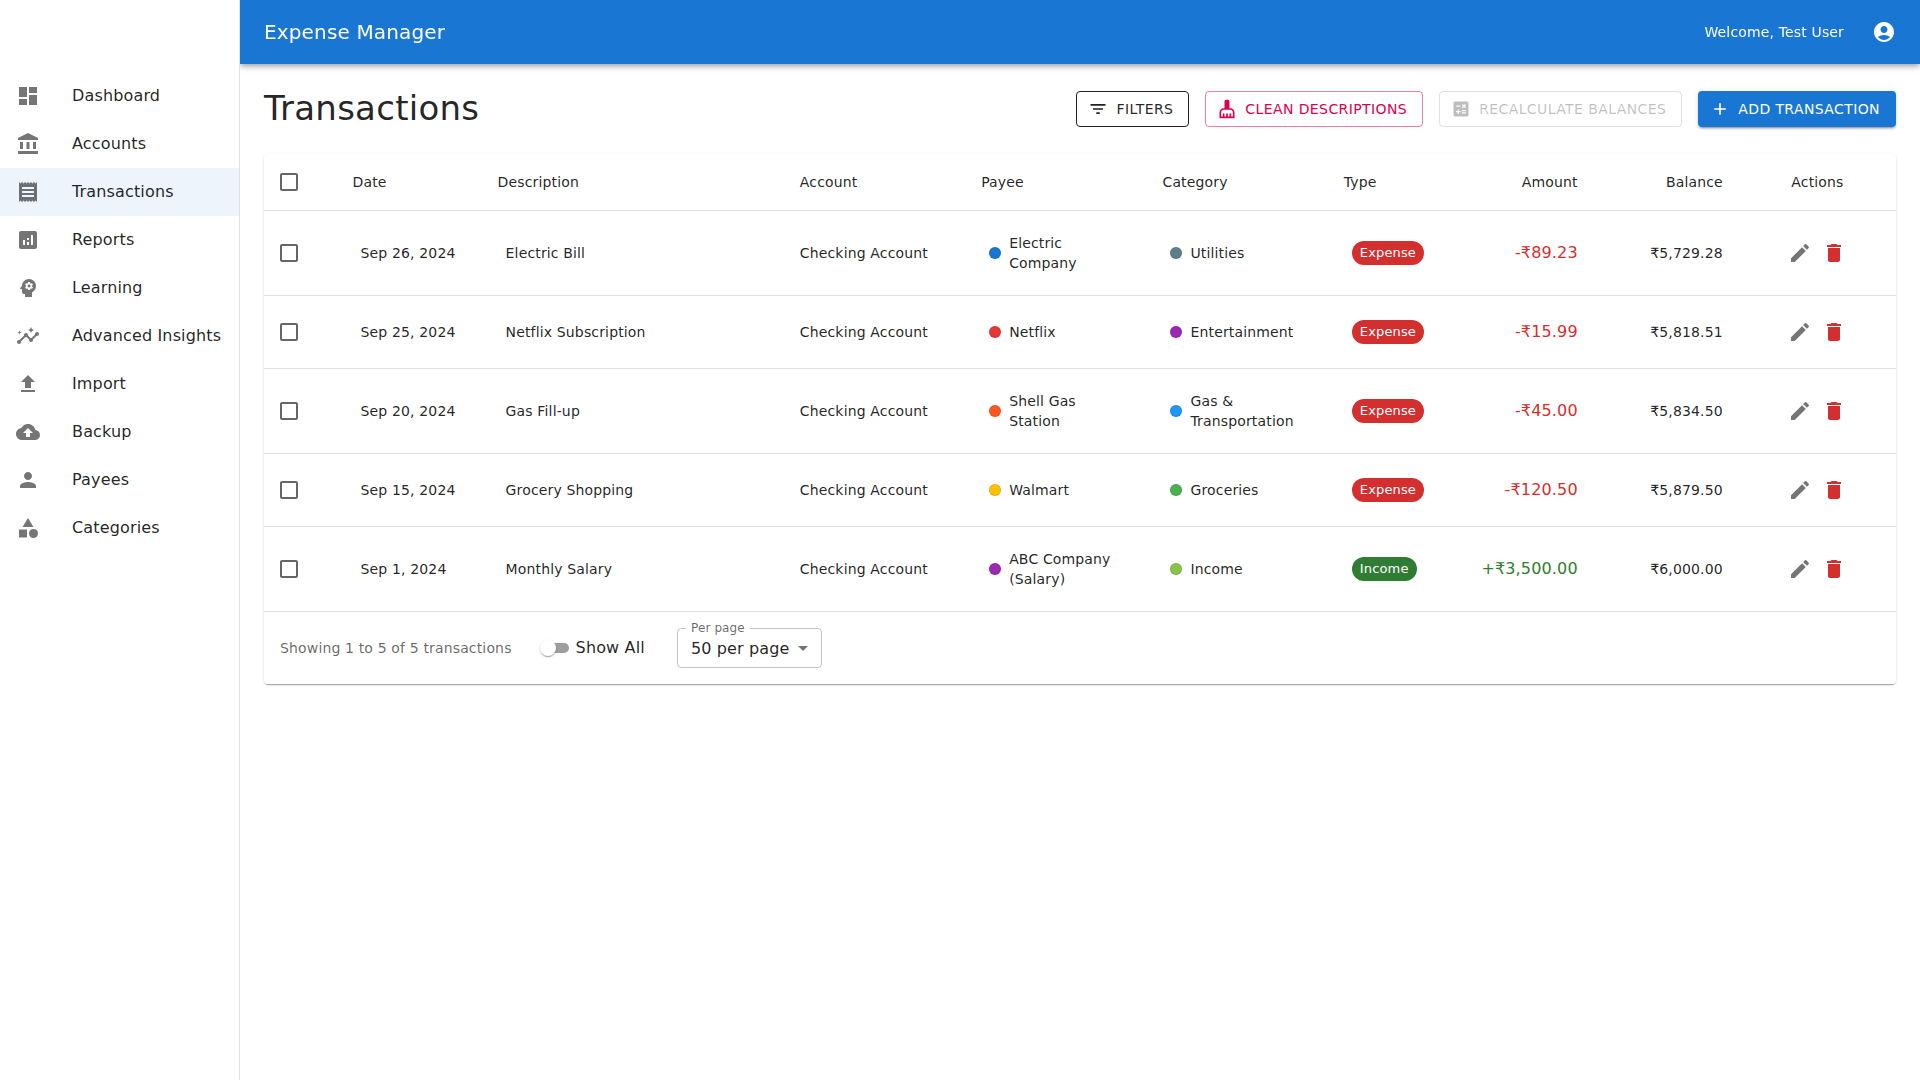 Expense Manager
Welcome, Test User
Dashboard
Accounts
Transactions
Reports
Learning
Advanced Insights
Import
Backup
Payees
Categories
Transactions
FILTERS
CLEAN DESCRIPTIONS
RECALCULATE BALANCES
ADD TRANSACTION
Date Description Account Payee Category Type Amount Balance Actions
Sep 26, 2024 Electric Bill Checking Account Electric Company Utilities Expense -₹89.23 ₹5,729.28
Sep 25, 2024 Netflix Subscription Checking Account Netflix Entertainment Expense -₹15.99 ₹5,818.51
Sep 20, 2024 Gas Fill-up Checking Account Shell Gas Station Gas & Transportation Expense -₹45.00 ₹5,834.50
Sep 15, 2024 Grocery Shopping Checking Account Walmart Groceries Expense -₹120.50 ₹5,879.50
Sep 1, 2024 Monthly Salary Checking Account ABC Company (Salary) Income Income +₹3,500.00 ₹6,000.00
Showing 1 to 5 of 5 transactions
Show All
Per page
50 per page